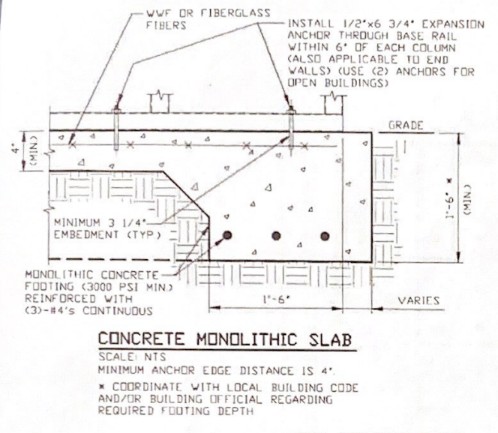 WWF OR FIBERGLASS
FIBERS
INSTALL 1/2"x6 3/4" EXPANSION
ANCHOR THROUGH BASE RAIL
WITHIN 6" OF EACH COLUMN
(ALSO APPLICABLE TO END
WALLS) (USE (2) ANCHORS FOR
OPEN BUILDINGS)
GRADE
4"
(MIN.)
1'-6" *
(MIN.)
MINIMUM 3 1/4"
EMBEDMENT (TYP)
MONOLITHIC CONCRETE
FOOTING (3000 PSI MIN)
REINFORCED WITH
(3)-#4's CONTINUOUS
1'-6"
VARIES
CONCRETE MONOLITHIC SLAB
SCALE: NTS
MINIMUM ANCHOR EDGE DISTANCE IS 4".
* COORDINATE WITH LOCAL BUILDING CODE
AND/OR BUILDING OFFICIAL REGARDING
REQUIRED FOOTING DEPTH